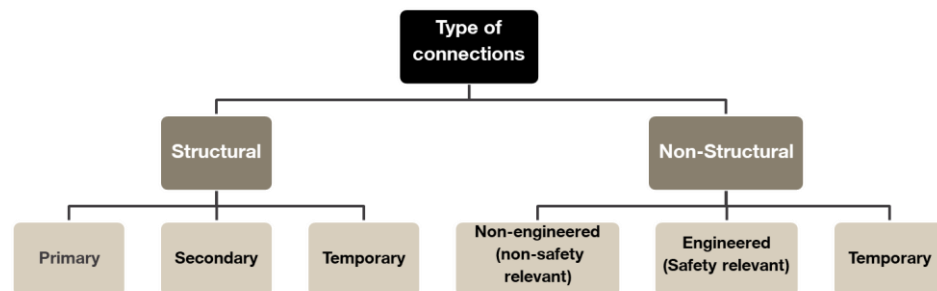 Type of
connections
Structural
Non-Structural
Primary
Secondary
Temporary
Non-engineered
(non-safety
relevant)
Engineered
(Safety relevant)
Temporary